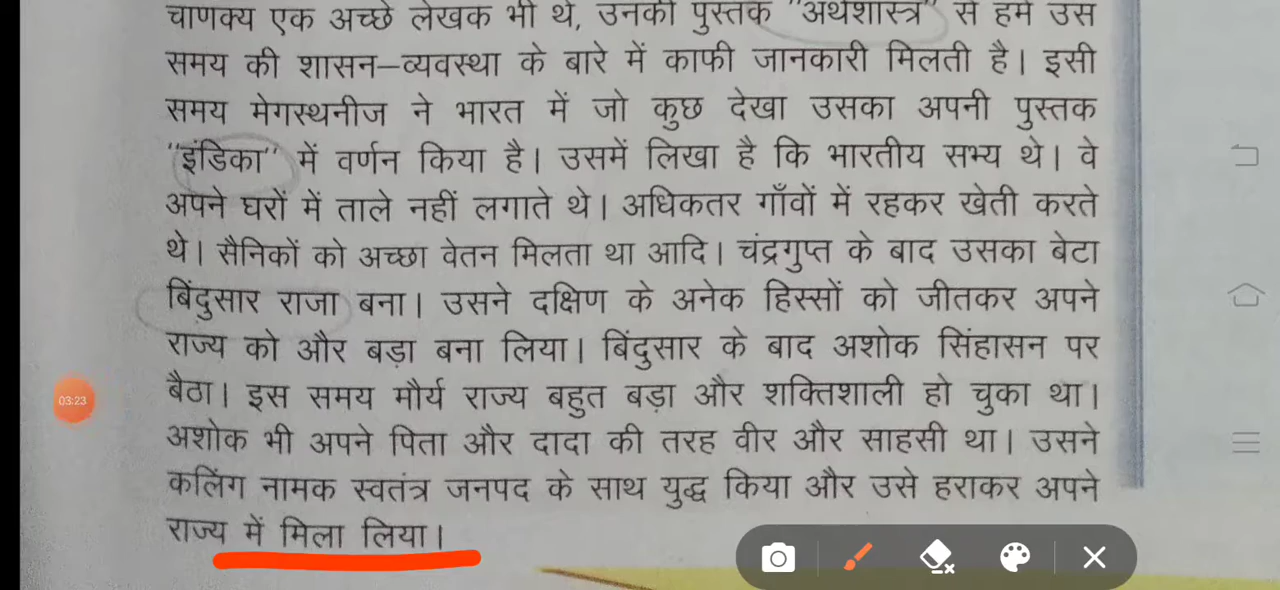 चाणक्य एक अच्छे लेखक भी थे, उनकी पुस्तक "अर्थशास्त्र" से हमें उस
समय की शासन–व्यवस्था के बारे में काफी जानकारी मिलती है। इसी
समय मेगस्थनीज ने भारत में जो कुछ देखा उसका अपनी पुस्तक
"इंडिका" में वर्णन किया है। उसमें लिखा है कि भारतीय सभ्य थे। वे
अपने घरों में ताले नहीं लगाते थे। अधिकतर गाँवों में रहकर खेती करते
थे। सैनिकों को अच्छा वेतन मिलता था आदि। चंद्रगुप्त के बाद उसका बेटा
बिंदुसार राजा बना। उसने दक्षिण के अनेक हिस्सों को जीतकर अपने
राज्य को और बड़ा बना लिया। बिंदुसार के बाद अशोक सिंहासन पर
बैठा। इस समय मौर्य राज्य बहुत बड़ा और शक्तिशाली हो चुका था।
03:23
अशोक भी अपने पिता और दादा की तरह वीर और साहसी था। उसने
कलिंग नामक स्वतंत्र जनपद के साथ युद्ध किया और उसे हराकर अपने
राज्य में मिला लिया।